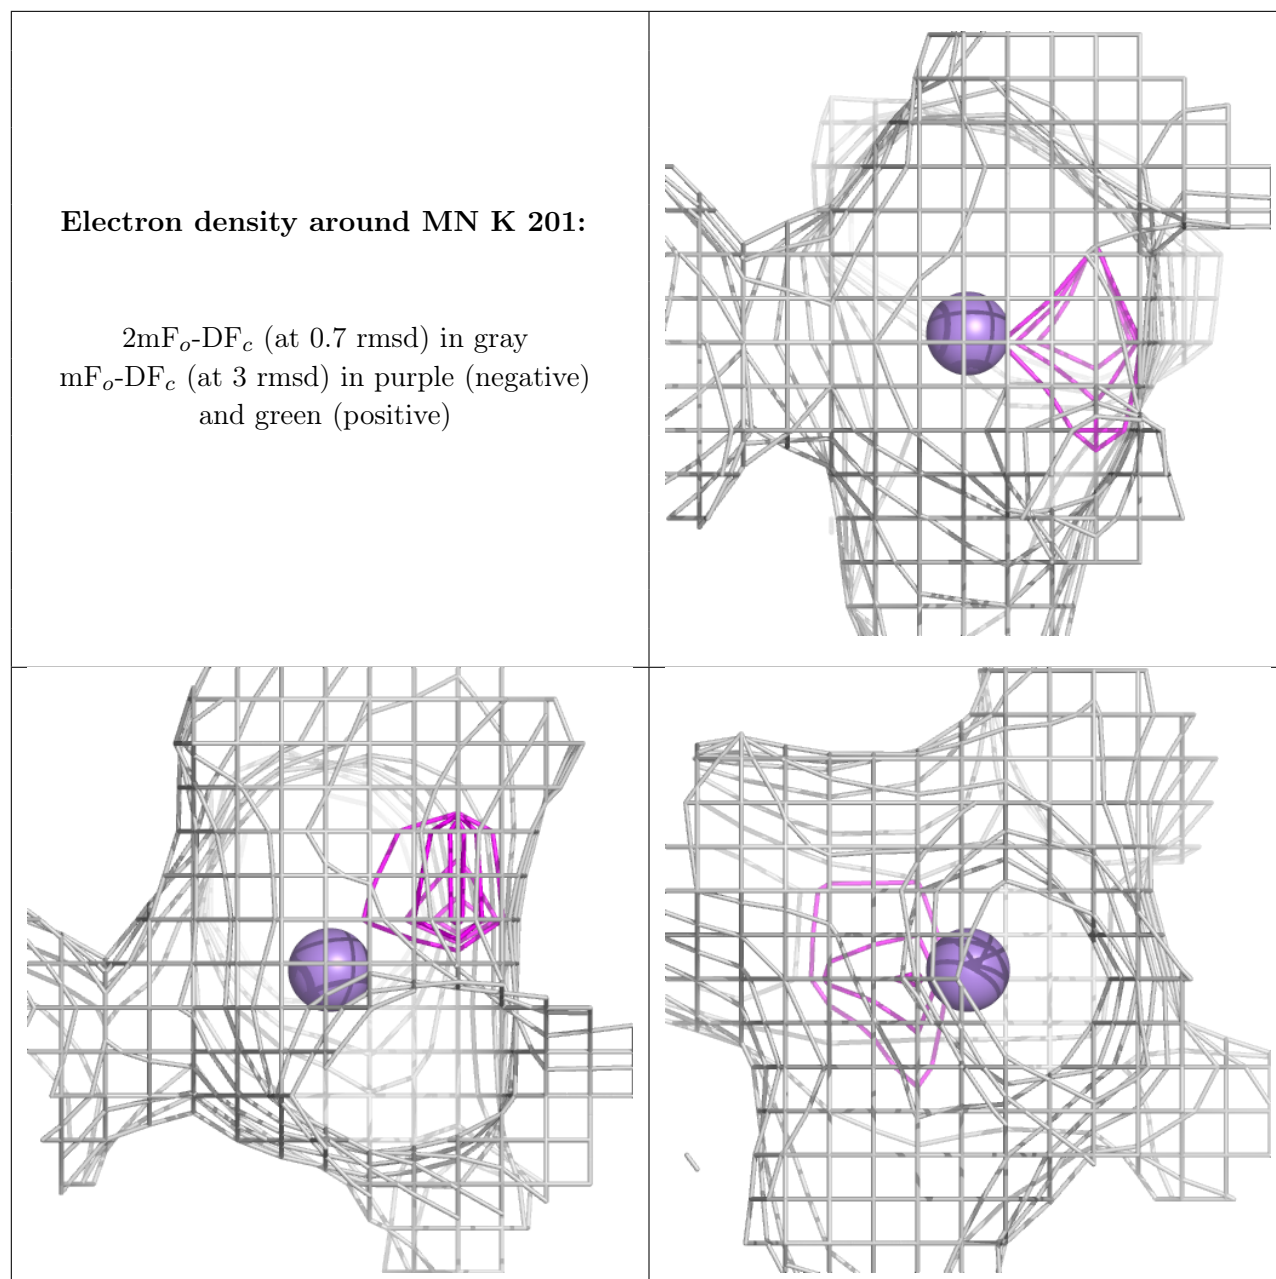 Electron density around MN K 201:
2mFo-DFc (at 0.7 rmsd) in gray
mFo-DFc (at 3 rmsd) in purple (negative)
and green (positive)